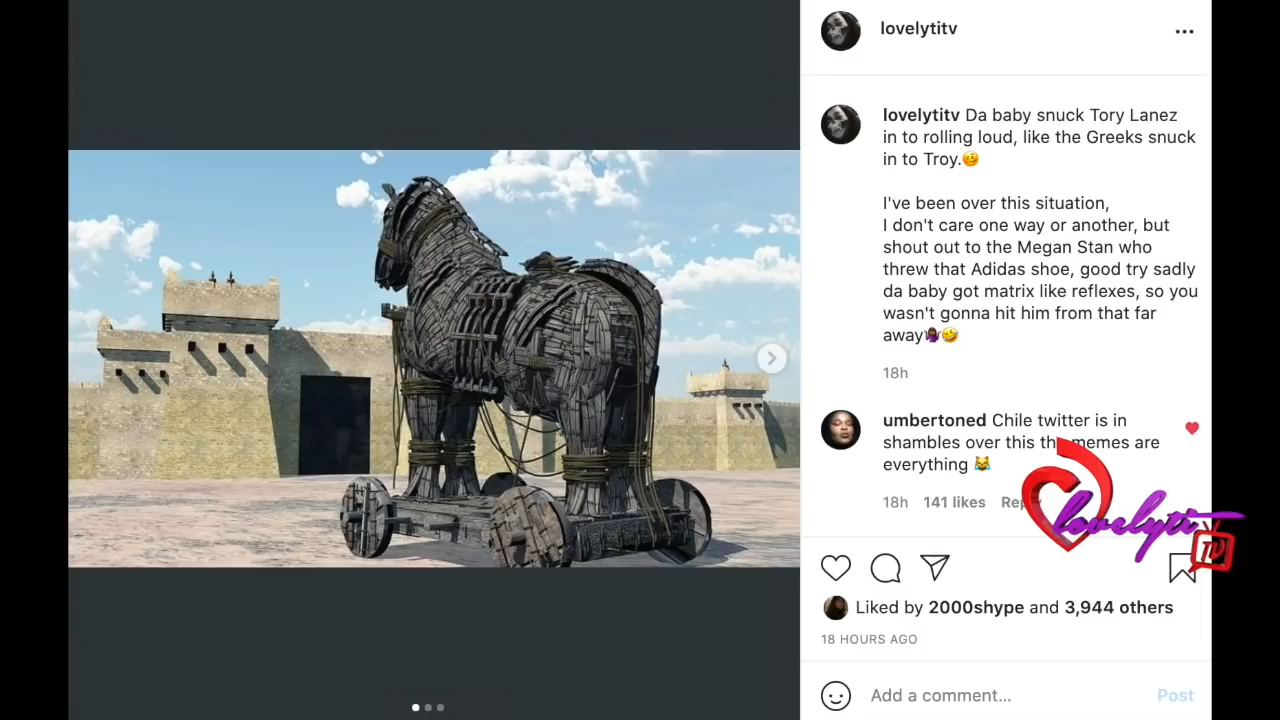 lovelytitv
lovelytitv Da baby snuck Tory Lanez
in to rolling loud, like the Greeks snuck
in to Troy.🤕
I've been over this situation,
I don't care one way or another, but
shout out to the Megan Stan who
threw that Adidas shoe, good try sadly
da baby got matrix like reflexes, so you
wasn't gonna hit him from that far
away🤷🏾‍♀️🤣
18h
umbertoned Chile twitter is in
shambles over this the memes are
everything 😹
18h 141 likes
lovelyti
TV
Liked by 2000shype and 3,944 others
18 HOURS AGO
Add a comment... Post